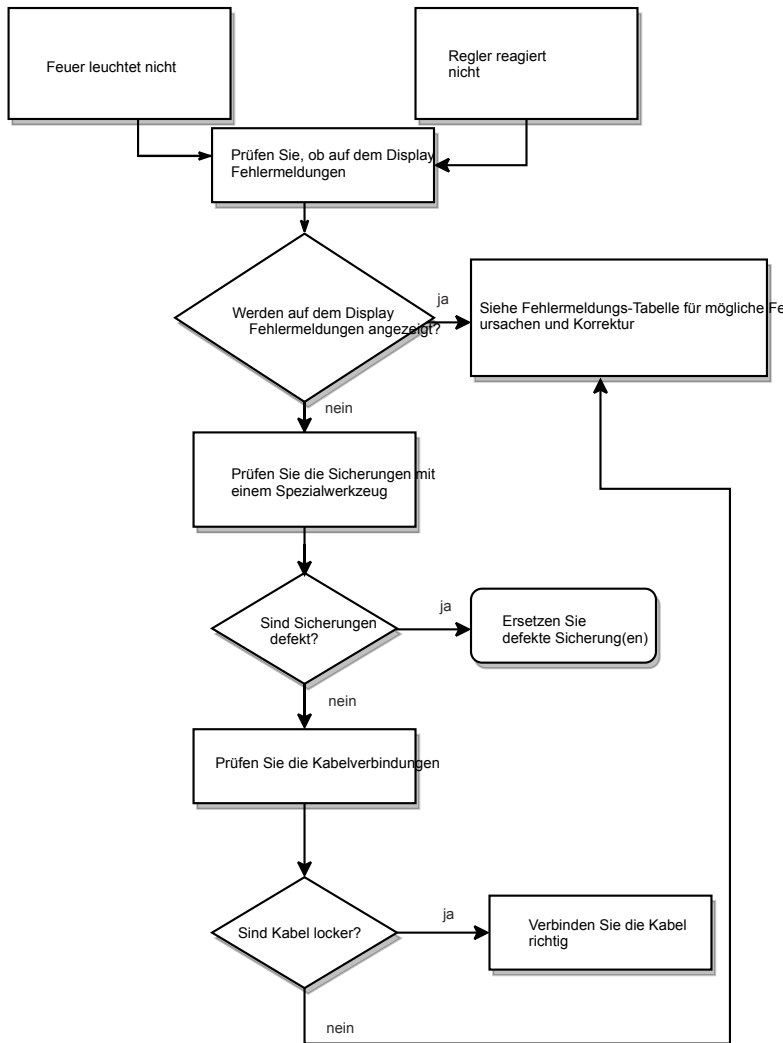 Feuer leuchtet nicht
Regler reagiert
nicht
Prüfen Sie, ob auf dem Display
Fehlermeldungen
Werden auf dem Display
Fehlermeldungen angezeigt?
ja
Siehe Fehlermeldungs-Tabelle für mögliche Fe
ursachen und Korrektur
nein
Prüfen Sie die Sicherungen mit
einem Spezialwerkzeug
Sind Sicherungen
defekt?
ja
Ersetzen Sie
defekte Sicherung(en)
nein
Prüfen Sie die Kabelverbindungen
Sind Kabel locker?
ja
Verbinden Sie die Kabel
richtig
nein